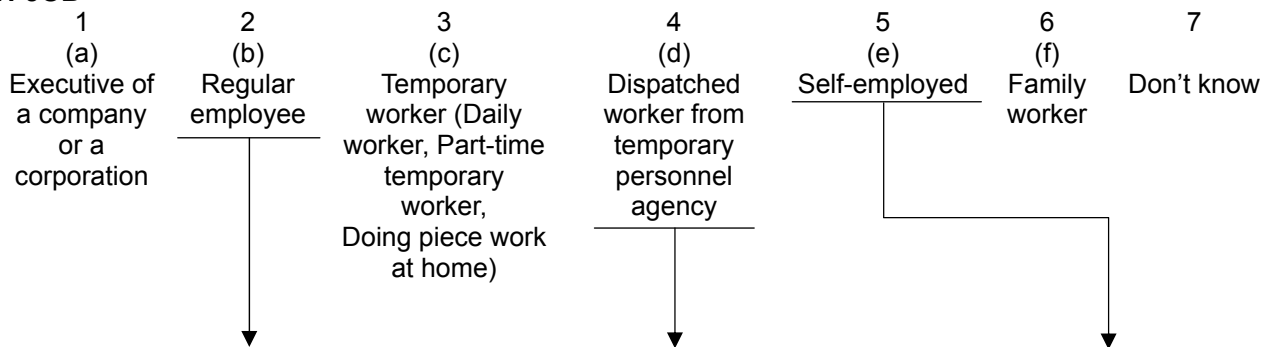 1 2 3 4 5 6 7
(a) (b) (c) (d) (e) (f)
Executive of
a company
or a
corporation
Regular
employee
Temporary
worker (Daily
worker, Part-time
temporary
worker,
Doing piece work
at home)
Dispatched
worker from
temporary
personnel
agency
Self-employed
Family
worker
Don't know